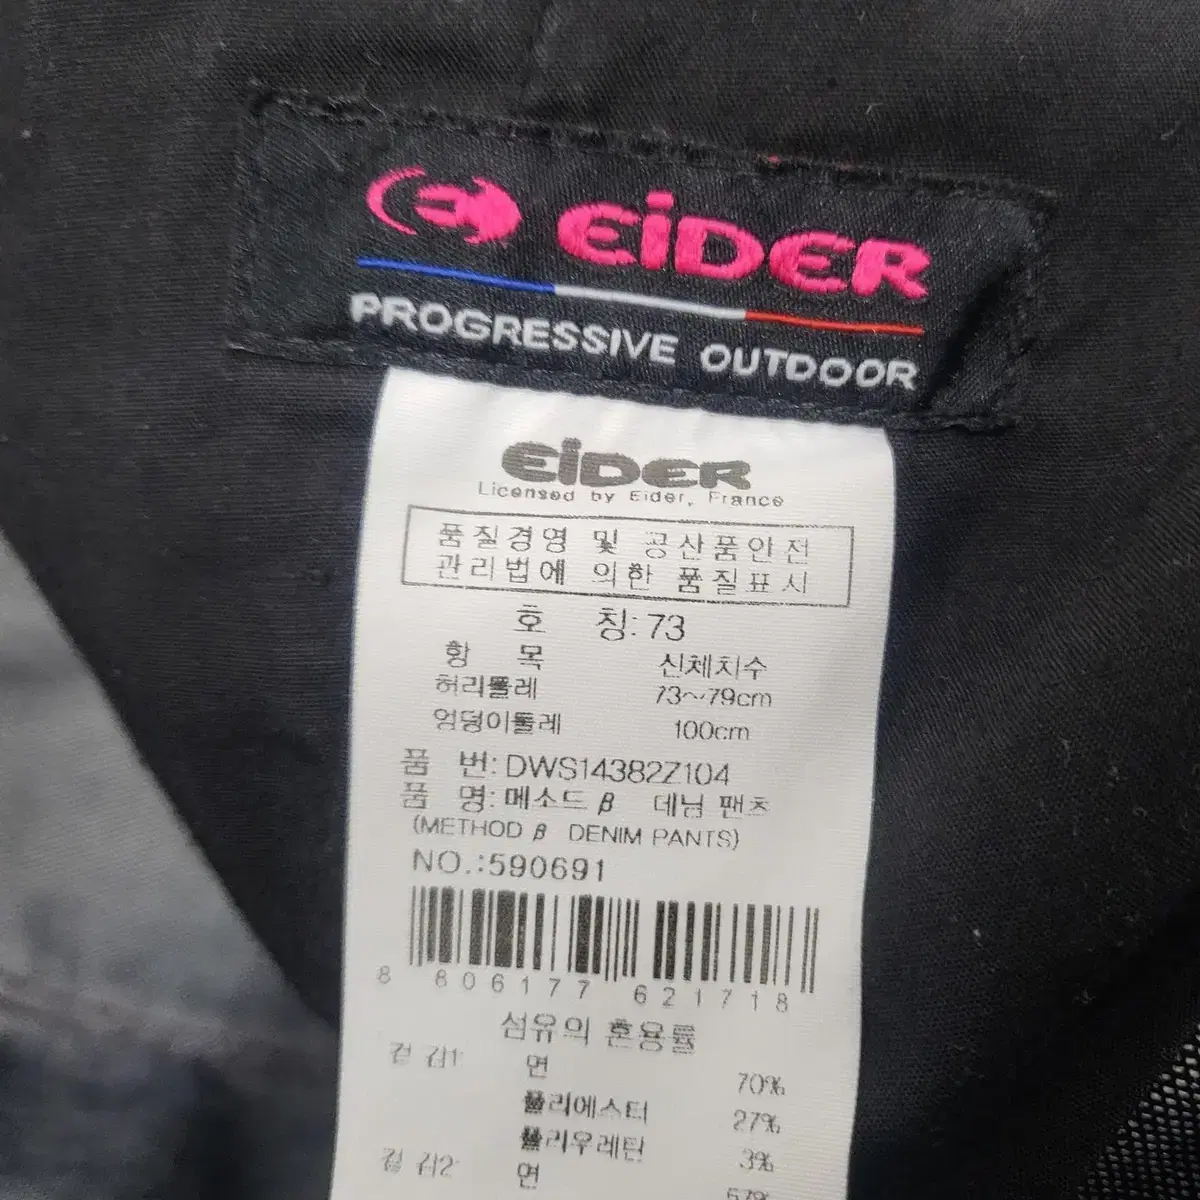 EiDER
PROGRESSIVE OUTDOOR
EiDER
Licensed by Eider, France
품질경영 및 공산품안전
관리법에 의한 품질표시
호 칭: 73
항 목 신체치수
허리둘레 73~79cm
엉덩이둘레 100cm
품 번: DWS14382Z104
품 명: 메소드 β 데님 팬츠
(METHOD β DENIM PANTS)
NO.:590691
8 806177 621718
섬유의 혼용률
겉 감1: 면 70%
폴리에스터 27%
폴리우레탄 3%
겉 감2: 면